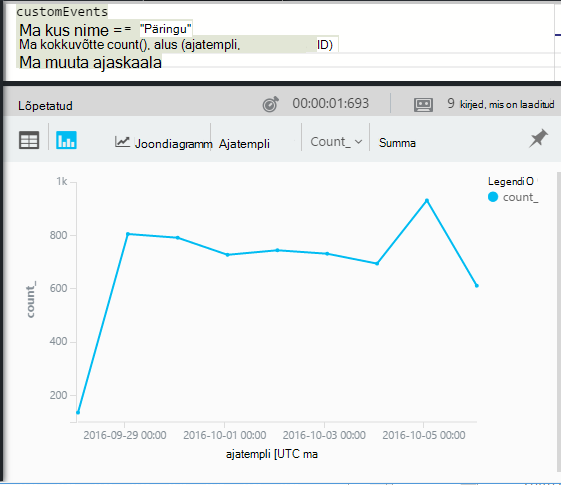 customEvents
Ma kus nime == "Päringu"
Ma kokkuvõtte count(), alus (ajatempli, ID)
Ma muuta ajaskaala
Lõpetatud 00:00:01:693 9 kirjed, mis on laaditud
Joondiagramm Ajatempli Count_ Summa
Legendi O
count_
1k
800
600
400
200
count_
2016-09-29 00:00 2016-10-01 00:00 2016-10-03 00:00 2016-10-05 00:00
ajatempli [UTC ma